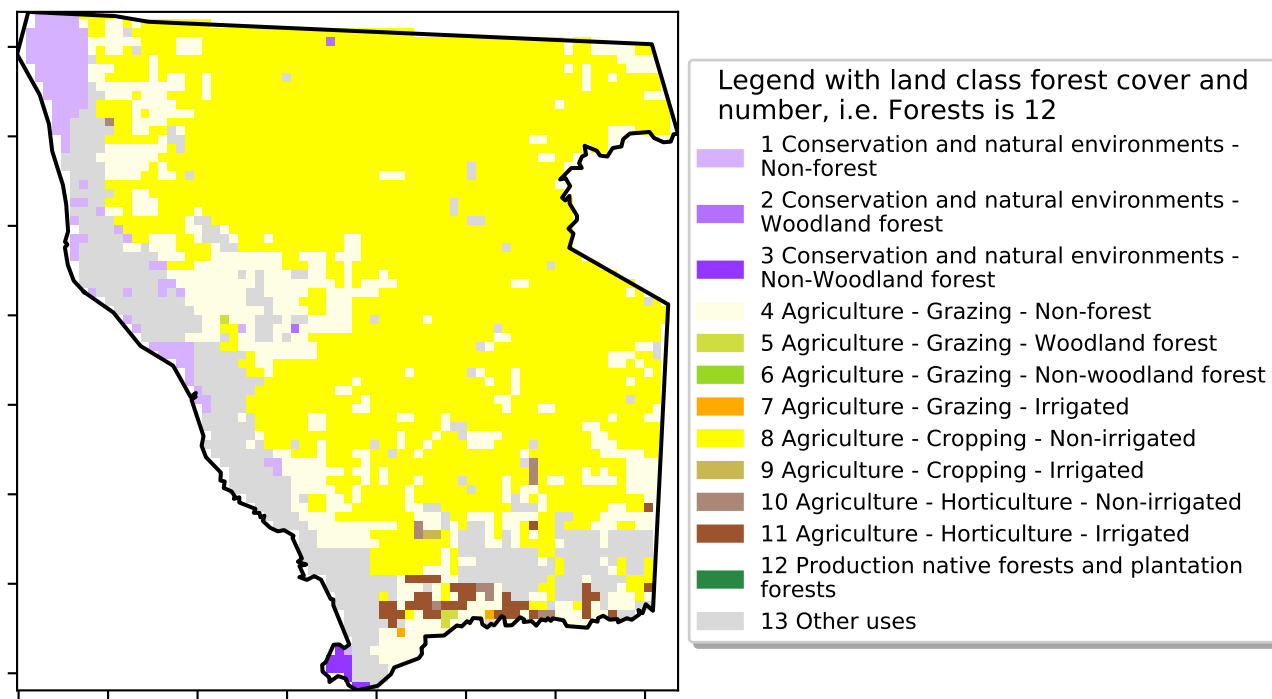 Legend with land class forest cover and
number, i.e. Forests is 12
1 Conservation and natural environments -
Non-forest
2 Conservation and natural environments -
Woodland forest
3 Conservation and natural environments -
Non-Woodland forest
4 Agriculture - Grazing - Non-forest
5 Agriculture - Grazing - Woodland forest
6 Agriculture - Grazing - Non-woodland forest
7 Agriculture - Grazing - Irrigated
8 Agriculture - Cropping - Non-irrigated
9 Agriculture - Cropping - Irrigated
10 Agriculture - Horticulture - Non-irrigated
11 Agriculture - Horticulture - Irrigated
12 Production native forests and plantation
forests
13 Other uses